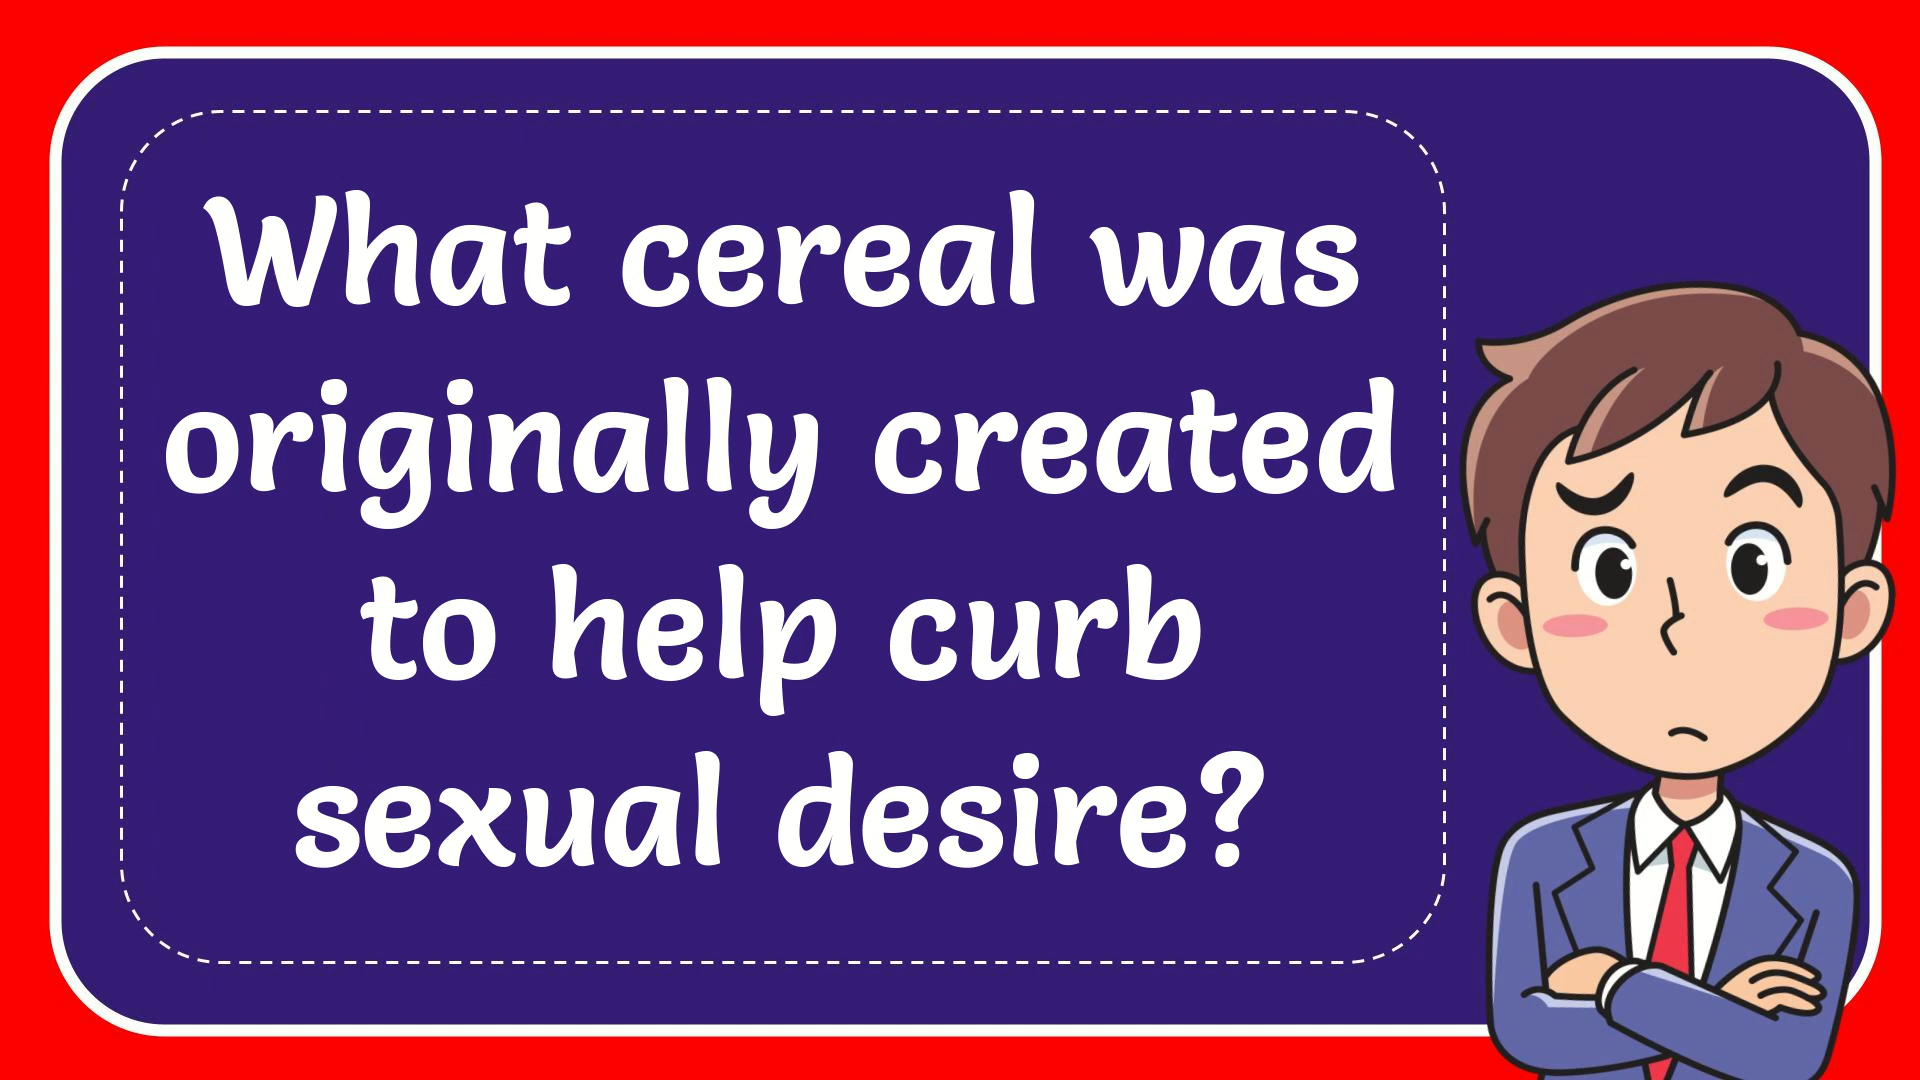 What cereal was
originally created
to help curb
sexual desire?